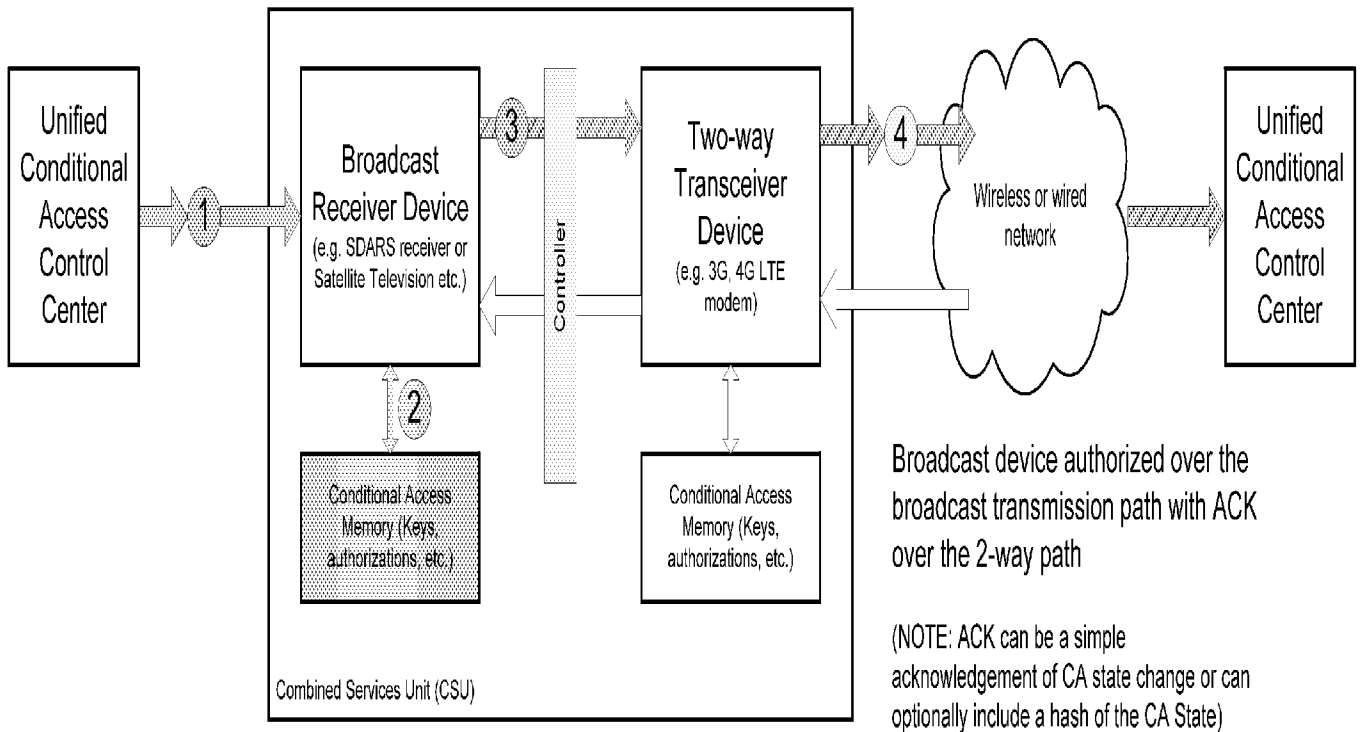 Unified
Conditional
Access
Control
Center
1
Broadcast
Receiver Device
(e.g. SDARS receiver or
Satellite Television etc.)
3
Controller
Two-way
Transceiver
Device
(e.g. 3G, 4G LTE
modem)
4
Wireless or wired
network
Unified
Conditional
Access
Control
Center
2
Conditional Access
Memory (Keys,
authorizations, etc.)
Conditional Access
Memory (Keys,
authorizations, etc.)
Combined Services Unit (CSU)
Broadcast device authorized over the
broadcast transmission path with ACK
over the 2-way path
(NOTE: ACK can be a simple
acknowledgement of CA state change or can
optionally include a hash of the CA State)